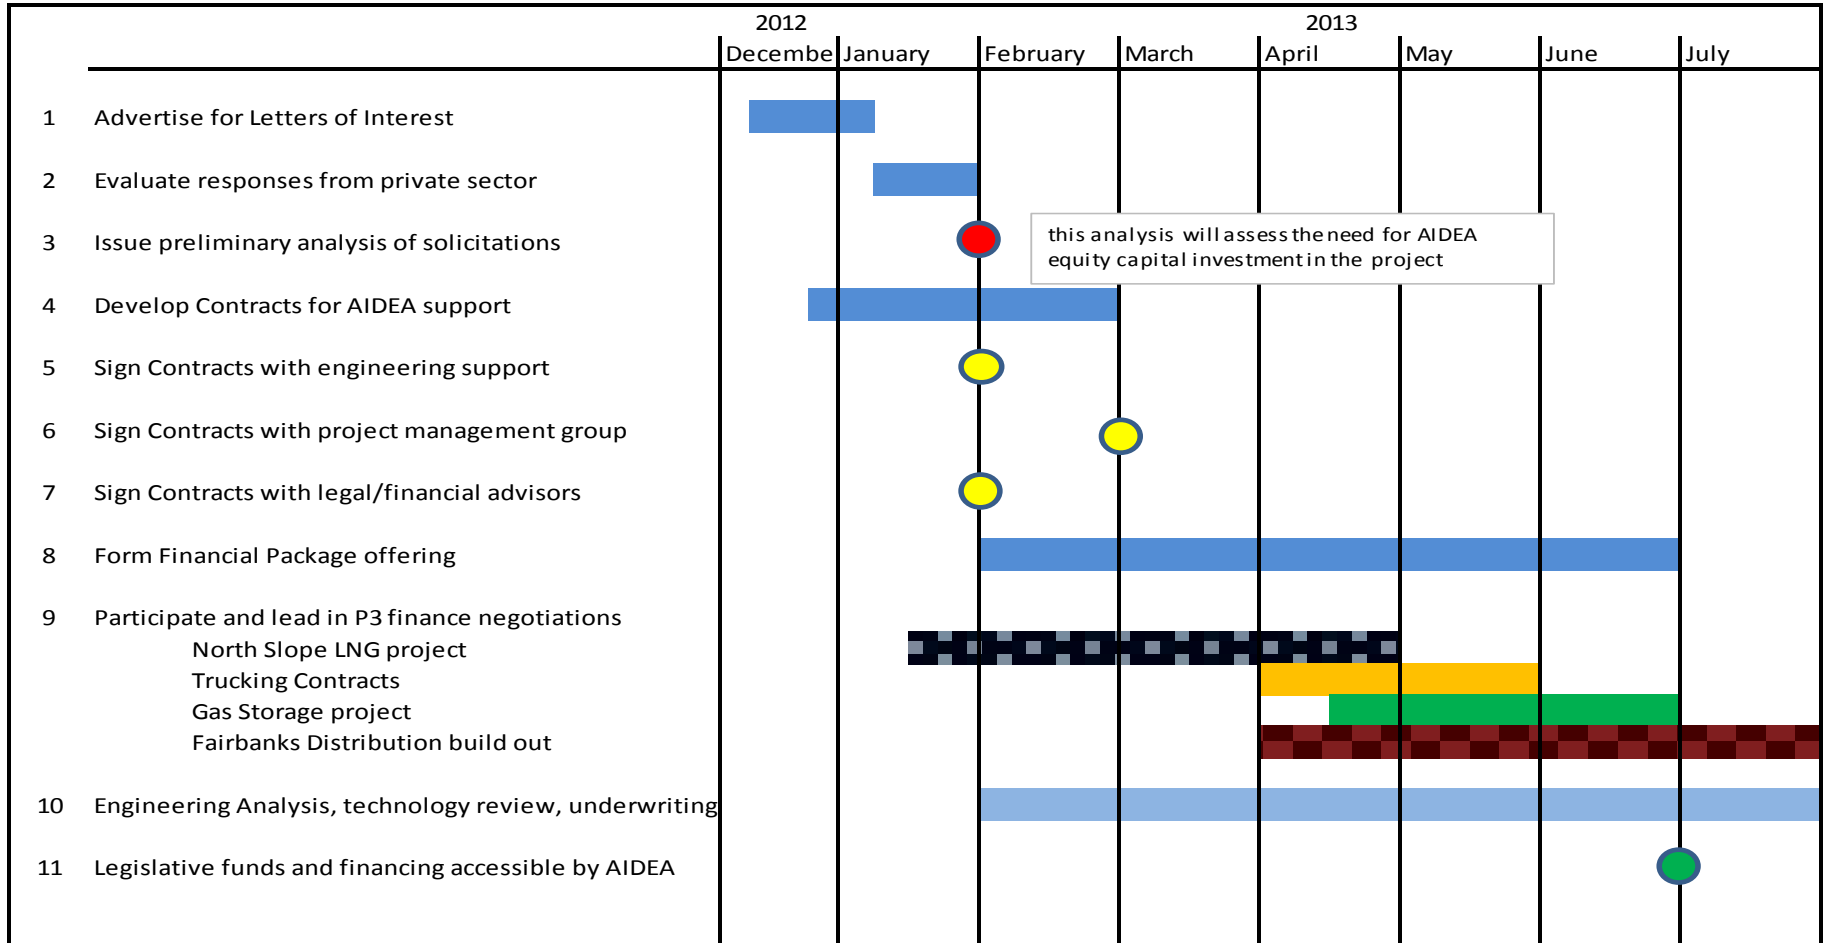 2012 2013
Decembe January February March April May June July
1 Advertise for Letters of Interest
2 Evaluate responses from private sector
3 Issue preliminary analysis of solicitations
this analysis will assess the need for AIDEA
equity capital investment in the project
4 Develop Contracts for AIDEA support
5 Sign Contracts with engineering support
6 Sign Contracts with project management group
7 Sign Contracts with legal/financial advisors
8 Form Financial Package offering
9 Participate and lead in P3 finance negotiations
North Slope LNG project
Trucking Contracts
Gas Storage project
Fairbanks Distribution build out
10 Engineering Analysis, technology review, underwriting
11 Legislative funds and financing accessible by AIDEA